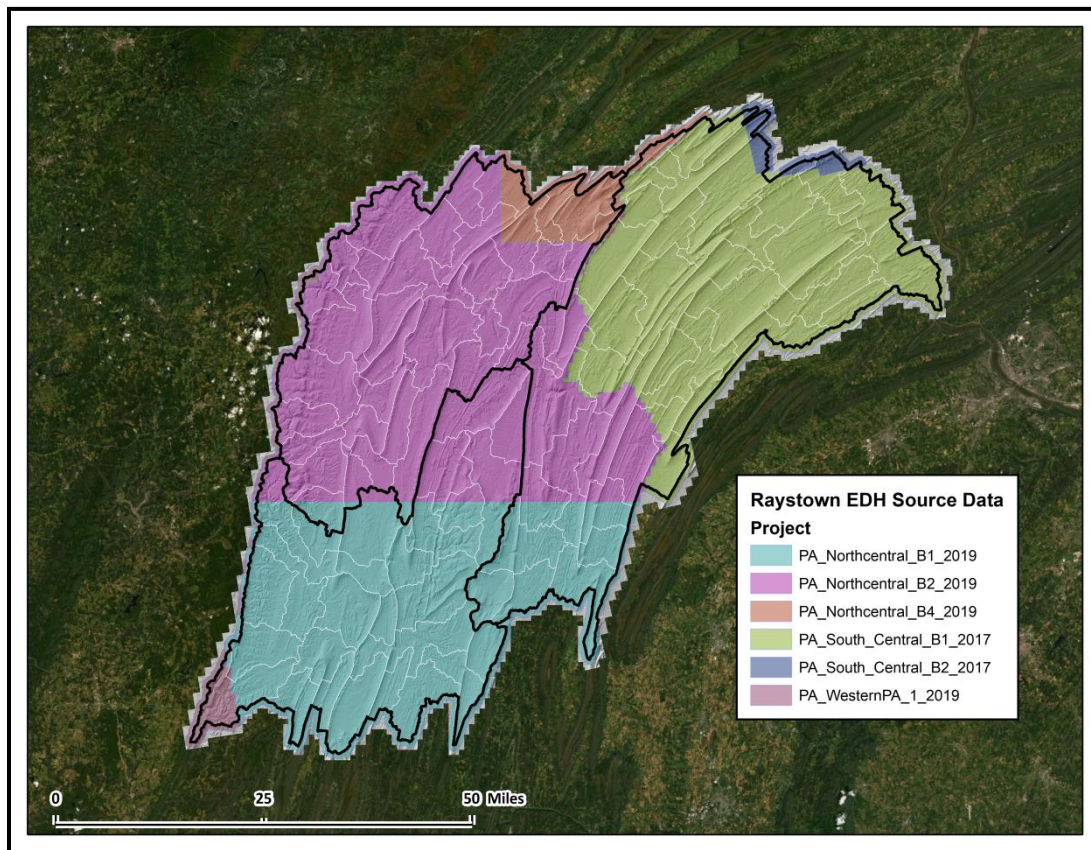 Raystown EDH Source Data
Project
PA_Northcentral_B1_2019
PA_Northcentral_B2_2019
PA_Northcentral_B4_2019
PA_South_Central_B1_2017
PA_South_Central_B2_2017
PA_WesternPA_1_2019
0 25 50 Miles